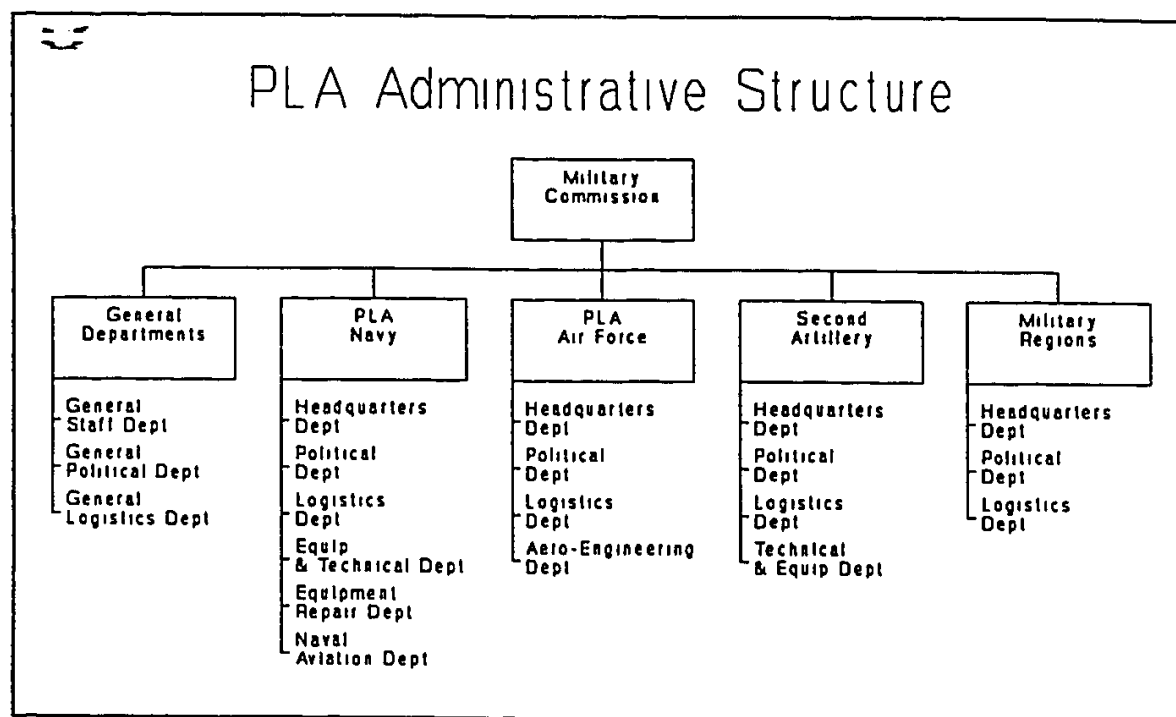 PLA Administrative Structure
Military
Commission
General
Departments
General
Staff Dept
General
Political Dept
General
Logistics Dept
PLA
Navy
Headquarters
Dept
Political
Dept
Logistics
Dept
Equip
& Technical Dept
Equipment
Repair Dept
Naval
Aviation Dept
PLA
Air Force
Headquarters
Dept
Political
Dept
Logistics
Dept
Aero-Engineering
Dept
Second
Artillery
Headquarters
Dept
Political
Dept
Logistics
Dept
Technical
& Equip Dept
Military
Regions
Headquarters
Dept
Political
Dept
Logistics
Dept